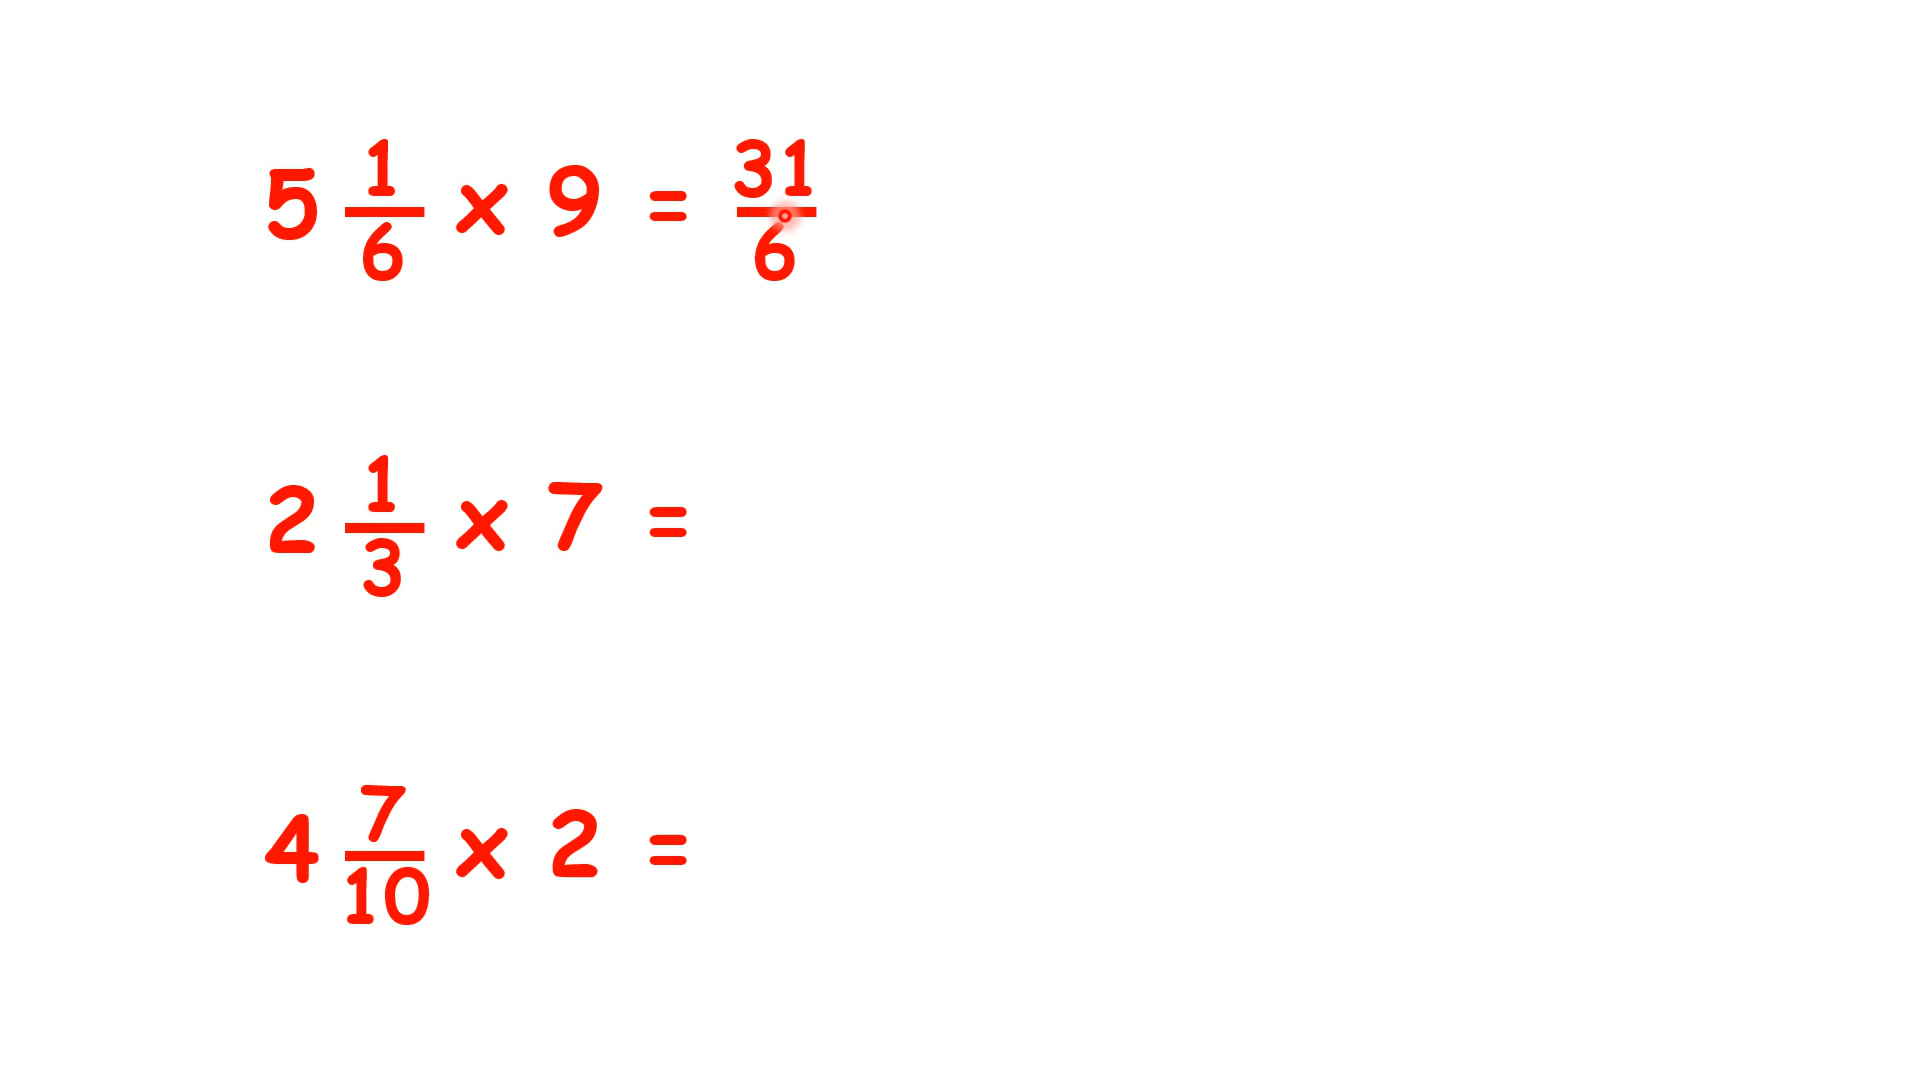 5 1/6 x 9 = 31/6
2 1/3 x 7 =
4 7/10 x 2 =